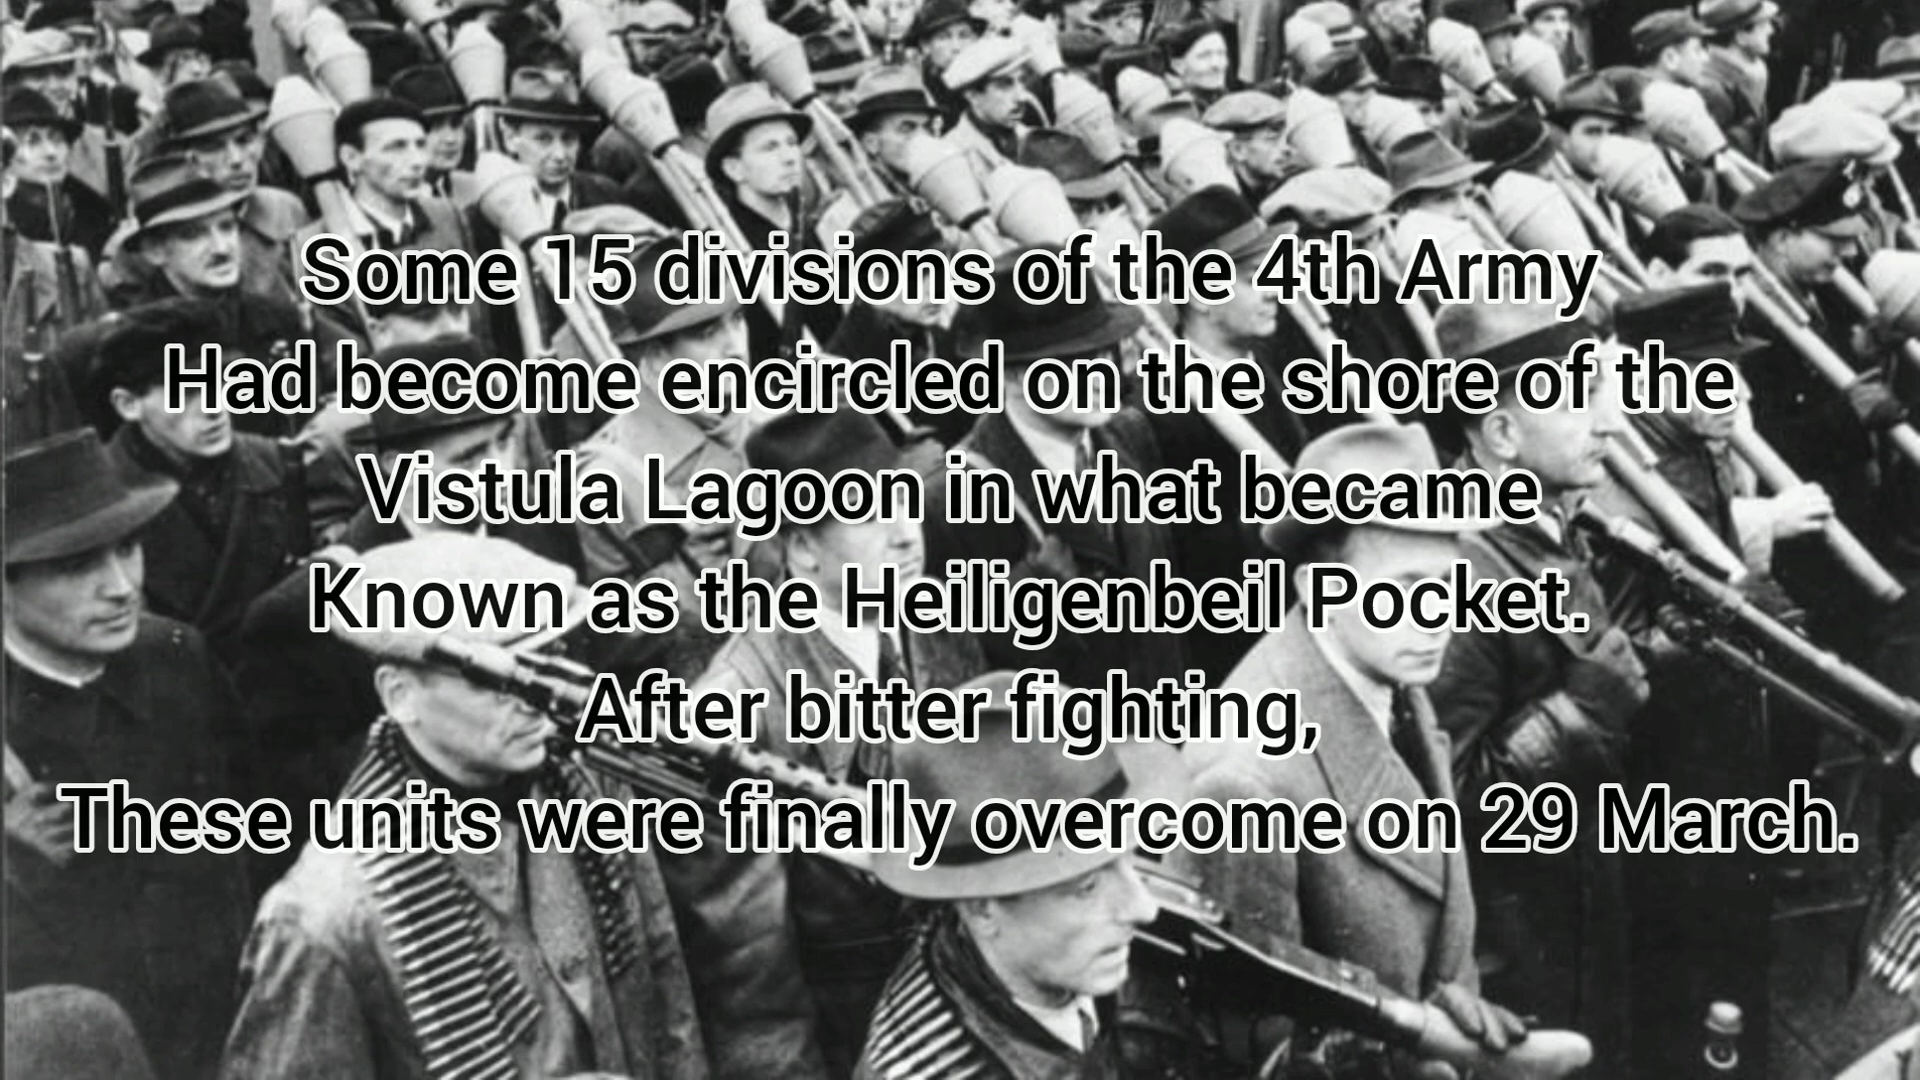 Some 15 divisions of the 4th Army
Had become encircled on the shore of the
Vistula Lagoon in what became
Known as the Heiligenbeil Pocket.
After bitter fighting,
These units were finally overcome on 29 March.